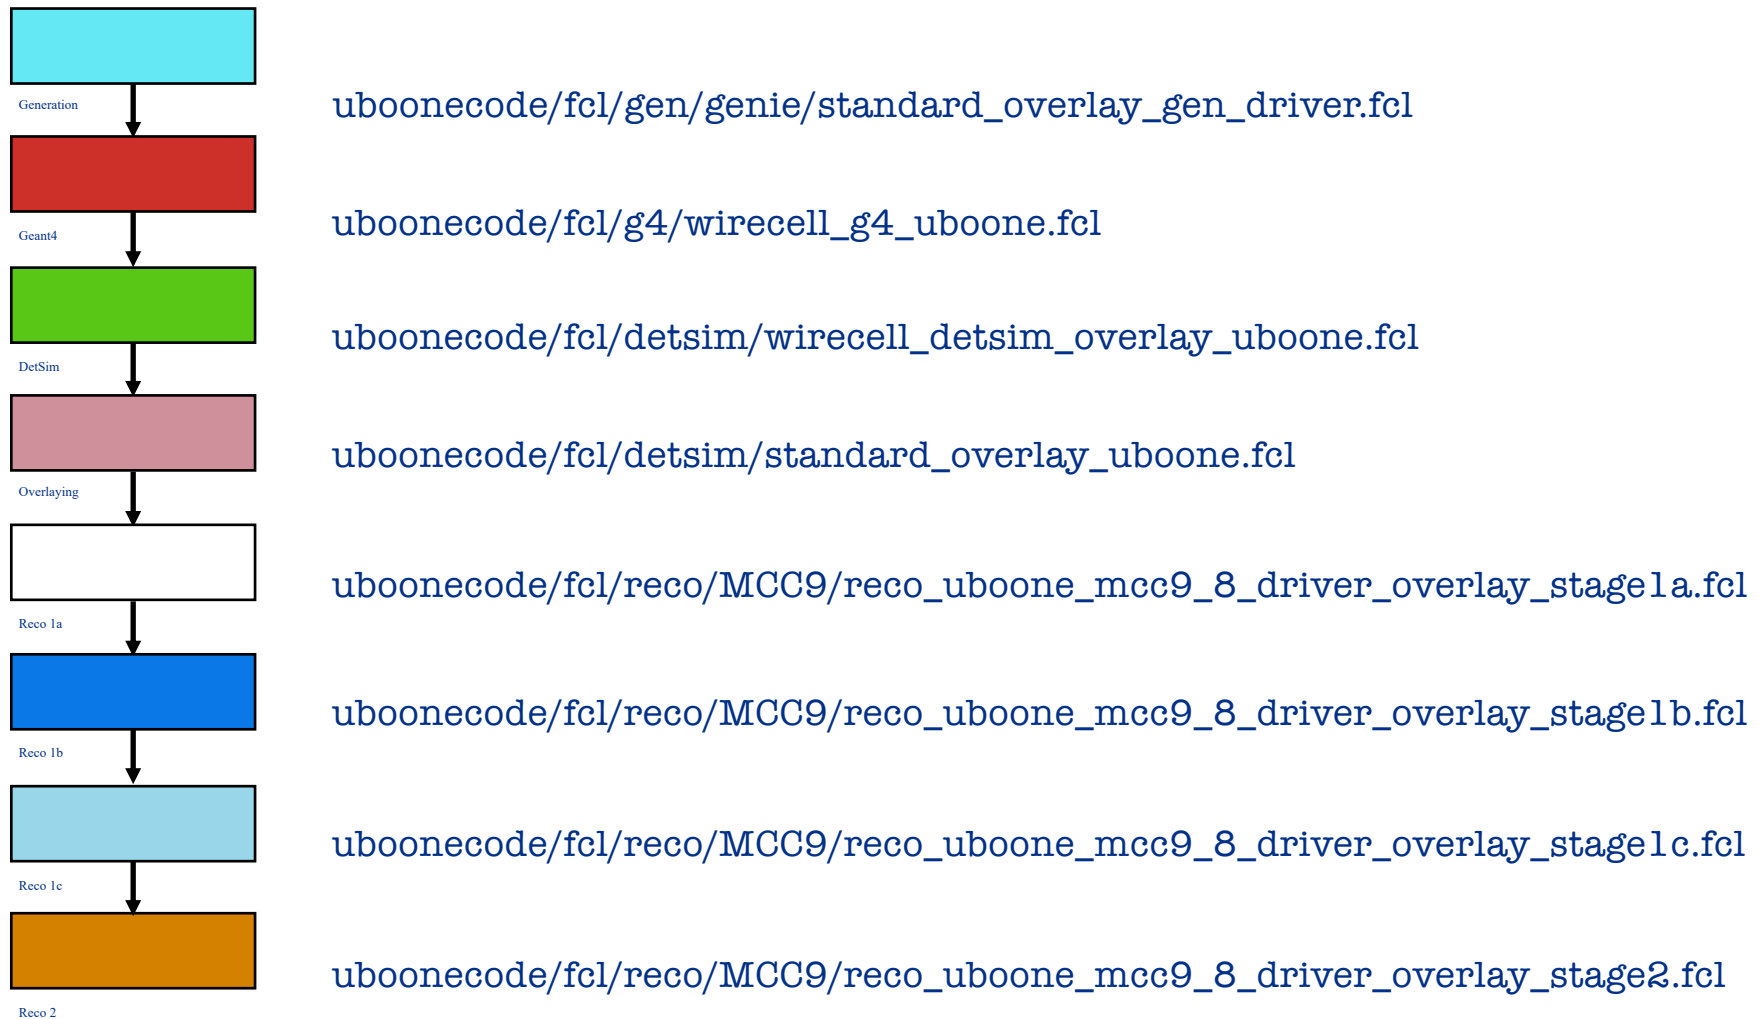 Generation
uboonecode/fcl/gen/genie/standard_overlay_gen_driver.fcl
Geant4
uboonecode/fcl/g4/wirecell_g4_uboone.fcl
DetSim
uboonecode/fcl/detsim/wirecell_detsim_overlay_uboone.fcl
Overlaying
uboonecode/fcl/detsim/standard_overlay_uboone.fcl
Reco 1a
uboonecode/fcl/reco/MCC9/reco_uboone_mcc9_8_driver_overlay_stage1a.fcl
Reco 1b
uboonecode/fcl/reco/MCC9/reco_uboone_mcc9_8_driver_overlay_stage1b.fcl
Reco 1c
uboonecode/fcl/reco/MCC9/reco_uboone_mcc9_8_driver_overlay_stage1c.fcl
Reco 2
uboonecode/fcl/reco/MCC9/reco_uboone_mcc9_8_driver_overlay_stage2.fcl